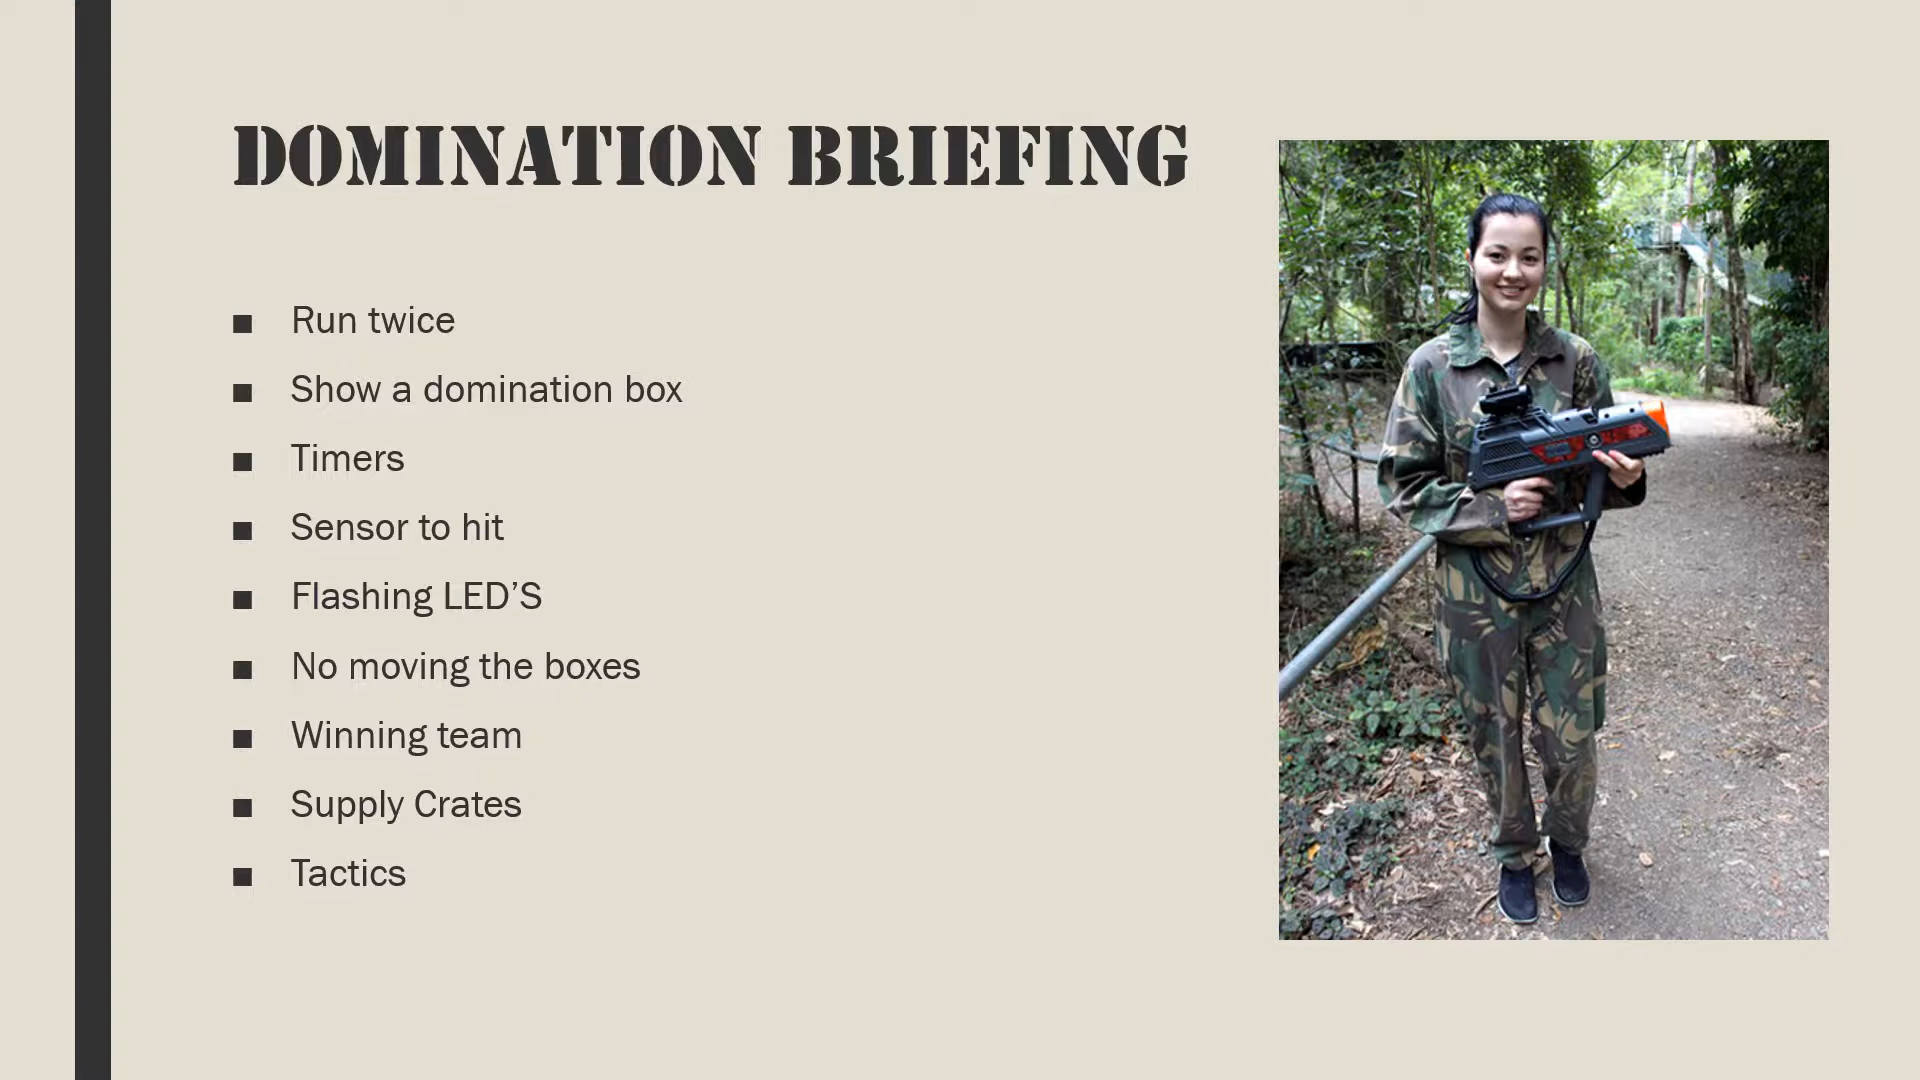 DOMINATION BRIEFING
Run twice
Show a domination box
Timers
Sensor to hit
Flashing LED’S
No moving the boxes
Winning team
Supply Crates
Tactics